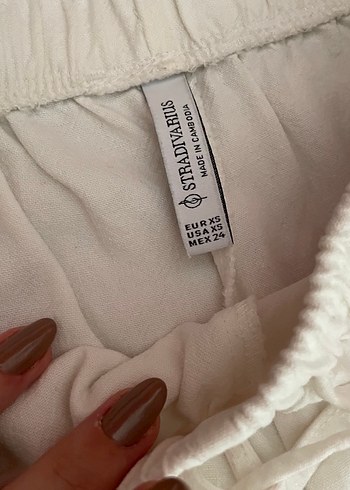 STRADIVARIUS
MADE IN CAMBODIA
EUR XS
USA XS
MEX 24